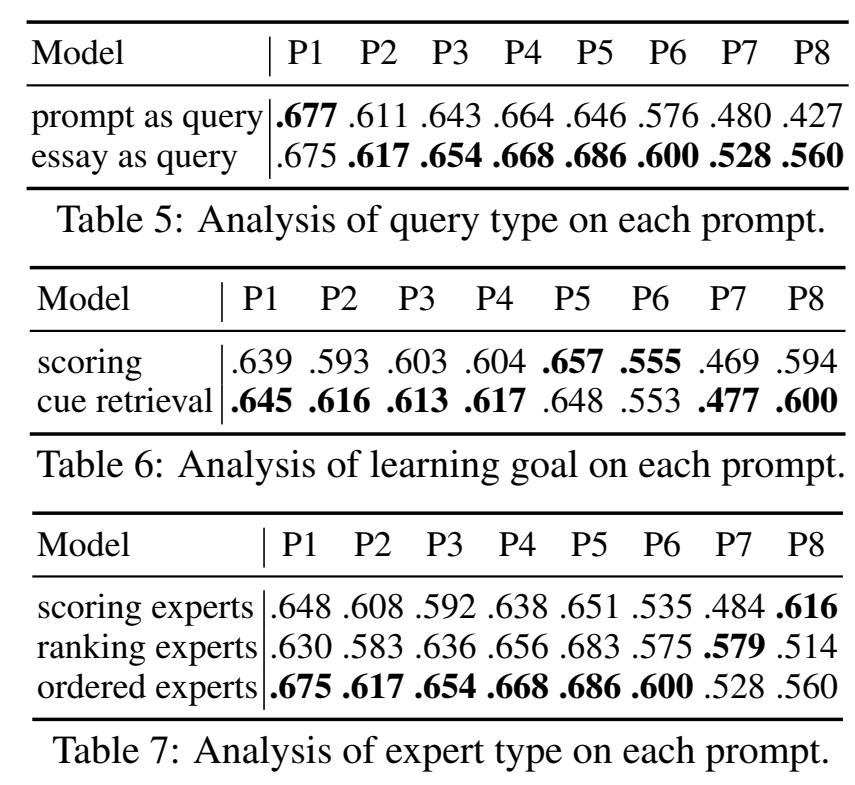 Model P1 P2 P3 P4 P5 P6 P7 P8
prompt as query .677 .611 .643 .664 .646 .576 .480 .427
essay as query .675 .617 .654 .668 .686 .600 .528 .560
Table 5: Analysis of query type on each prompt.
Model P1 P2 P3 P4 P5 P6 P7 P8
scoring .639 .593 .603 .604 .657 .555 .469 .594
cue retrieval .645 .616 .613 .617 .648 .553 .477 .600
Table 6: Analysis of learning goal on each prompt.
Model P1 P2 P3 P4 P5 P6 P7 P8
scoring experts .648 .608 .592 .638 .651 .535 .484 .616
ranking experts .630 .583 .636 .656 .683 .575 .579 .514
ordered experts .675 .617 .654 .668 .686 .600 .528 .560
Table 7: Analysis of expert type on each prompt.